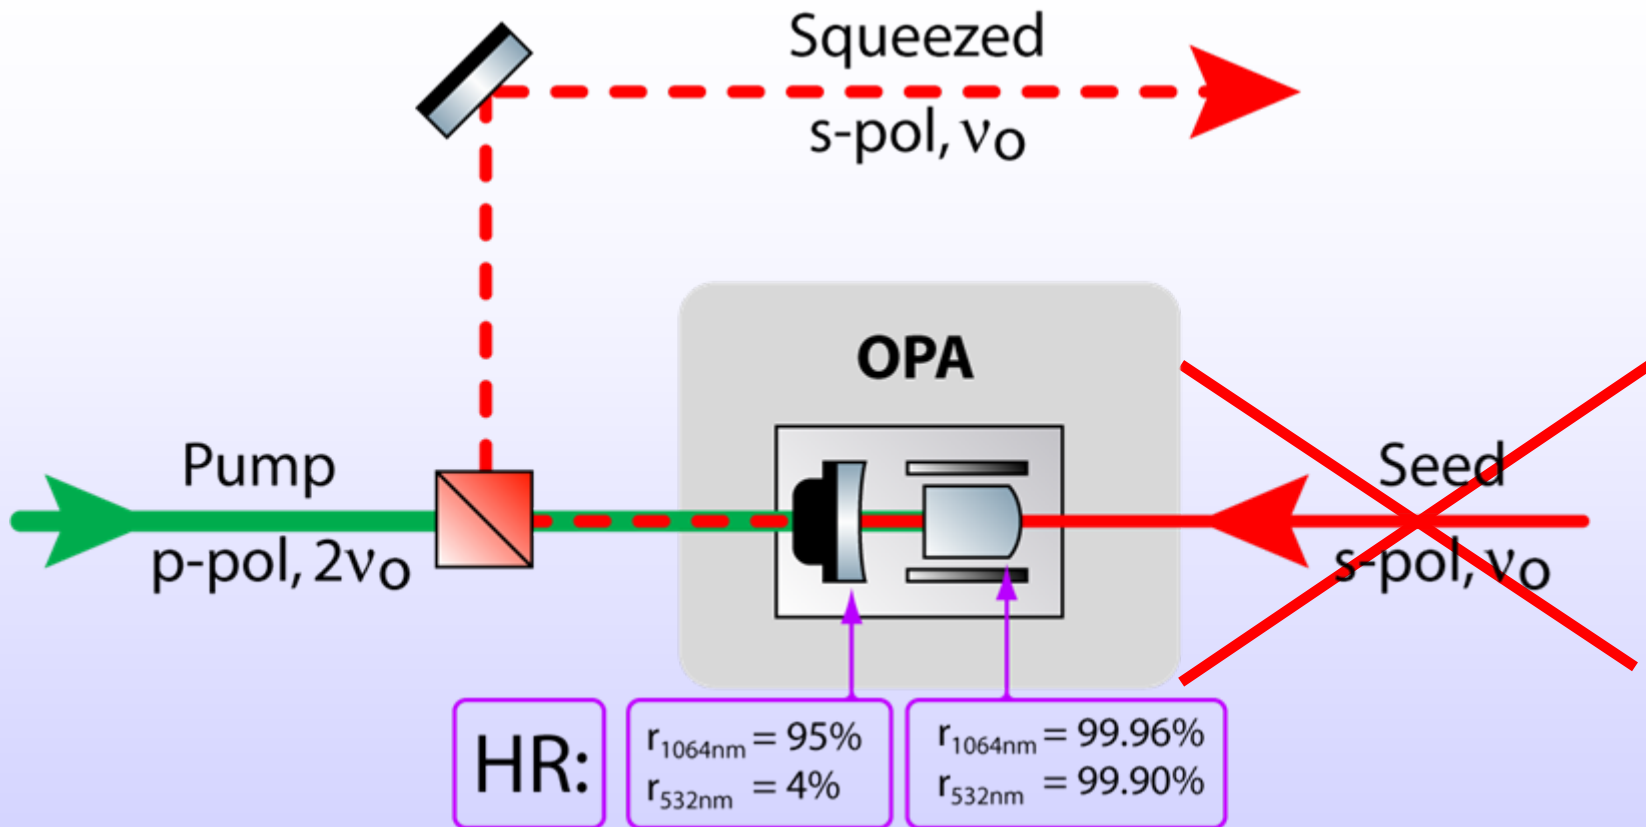 Squeezed
s-pol, νo
OPA
Pump
p-pol, 2νo
Seed
s-pol, νo
HR:
r1064nm = 95%
r532nm = 4%
r1064nm = 99.96%
r532nm = 99.90%